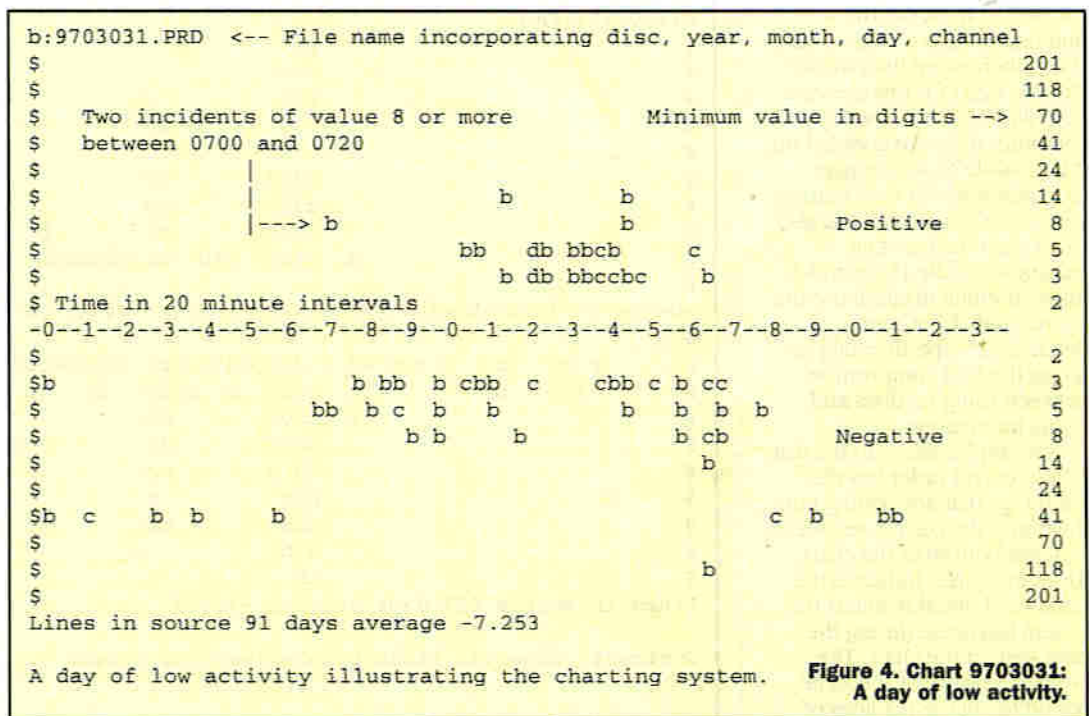 b:9703031.PRD  <-- File name incorporating disc, year, month, day, channel
$                                                                         201
$                                                                         118
$   Two incidents of value 8 or more          Minimum value in digits -->  70
$   between 0700 and 0720                                                  41
$               |                                                          24
$               |                  b        b                              14
$               |---> b                     b               Positive        8
$                               bb   db bbcb     c                          5
$                                  b db bbccbc    b                         3
$ Time in 20 minute intervals                                               2
-0--1--2--3--4--5--6--7--8--9--0--1--2--3--4--5--6--7--8--9--0--1--2--3--
$                                                                           2
$b                      b bb  b cbb  c    cbb c b cc                        3
$                    bb  b c  b   b         b   b  b  b                     5
$                           b b     b           b cb        Negative        8
$                                                 b                        14
$                                                                          24
$b  c    b  b     b                                    c  b    bb          41
$                                                                          70
$                                                 b                       118
$                                                                         201
Lines in source 91 days average -7.253
A day of low activity illustrating the charting system.
Figure 4. Chart 9703031:
A day of low activity.